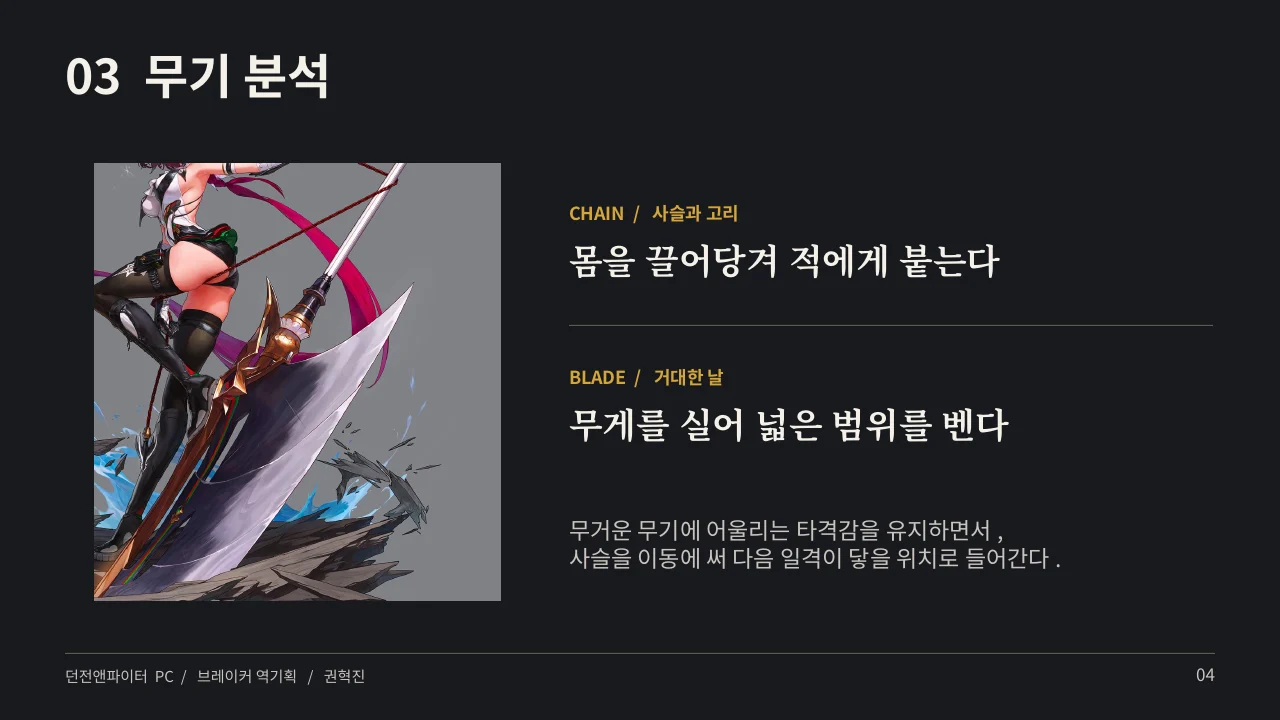 03 무기 분석
CHAIN / 사슬과 고리
몸을 끌어당겨 적에게 붙는다
BLADE / 거대한 날
무게를 실어 넓은 범위를 벤다
무거운 무기에 어울리는 타격감을 유지하면서 ,
사슬을 이동에 써 다음 일격이 닿을 위치로 들어간다 .
던전앤파이터 PC / 브레이커 역기획 / 권혁진
04